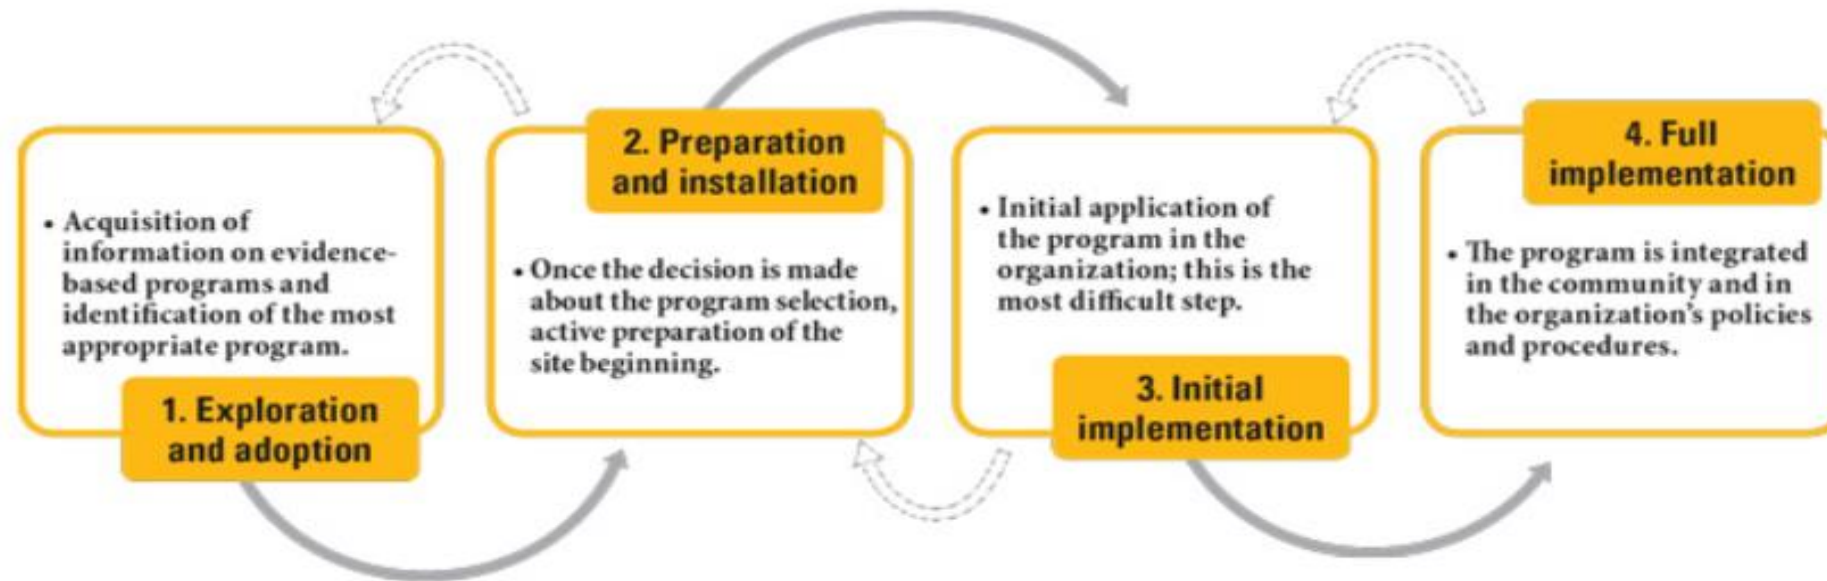 • Acquisition of
information on evidence-
based programs and
identification of the most
appropriate program.
1. Exploration
and adoption
2. Preparation
and installation
• Once the decision is made
about the program selection,
active preparation of the
site beginning.
• Initial application of
the program in the
organization; this is the
most difficult step.
3. Initial
implementation
4. Full
implementation
• The program is integrated
in the community and in
the organization's policies
and procedures.